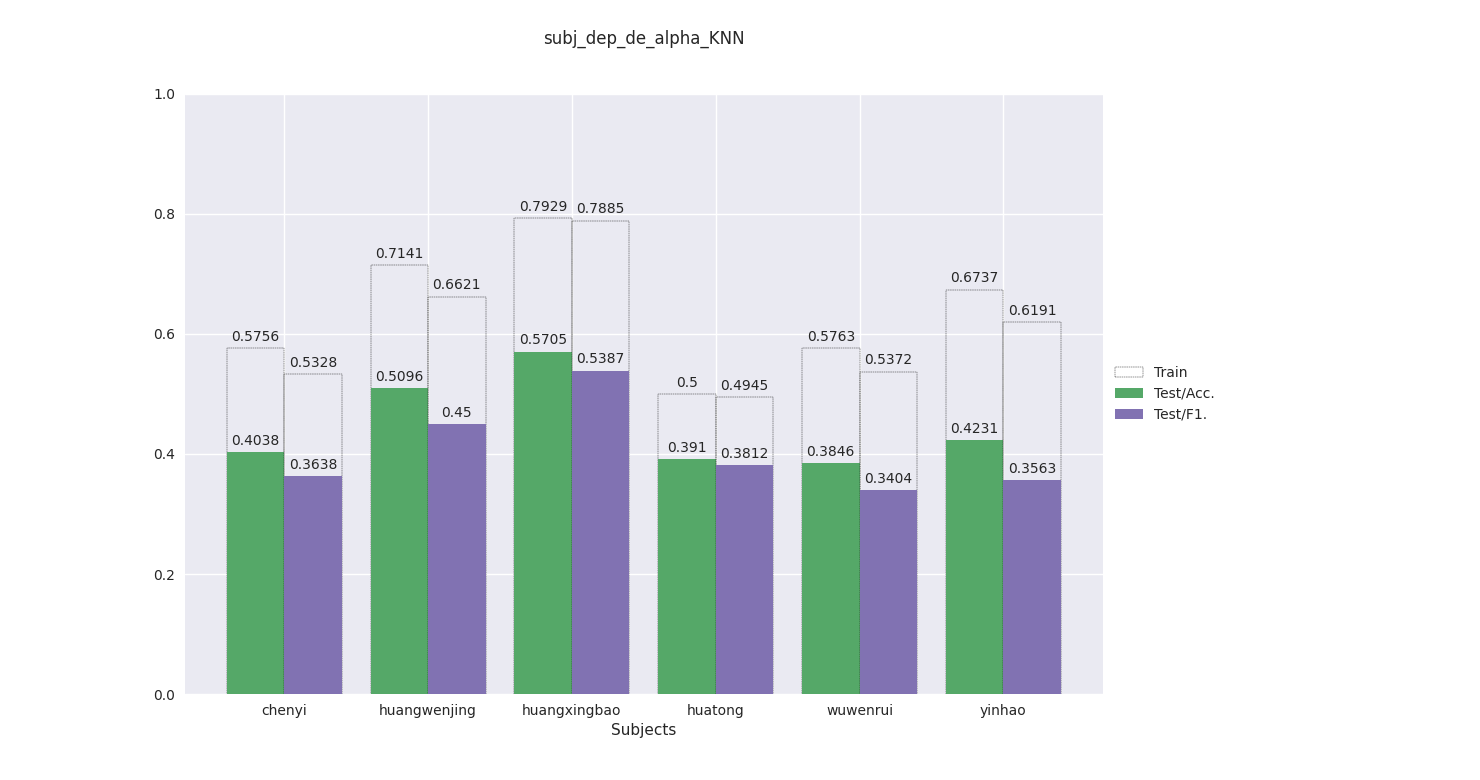 subj_dep_de_alpha_KNN
1.0
0.8
0.6
0.4
0.2
0.0
0.5756
0.5328
0.4038
0.3638
0.7141
0.6621
0.5096
0.45
0.7929
0.7885
0.5705
0.5387
0.5
0.4945
0.391
0.3812
0.5763
0.5372
0.3846
0.3404
0.6737
0.6191
0.4231
0.3563
chenyi
huangwenjing
huangxingbao
huatong
wuwenrui
yinhao
Subjects
Train
Test/Acc.
Test/F1.